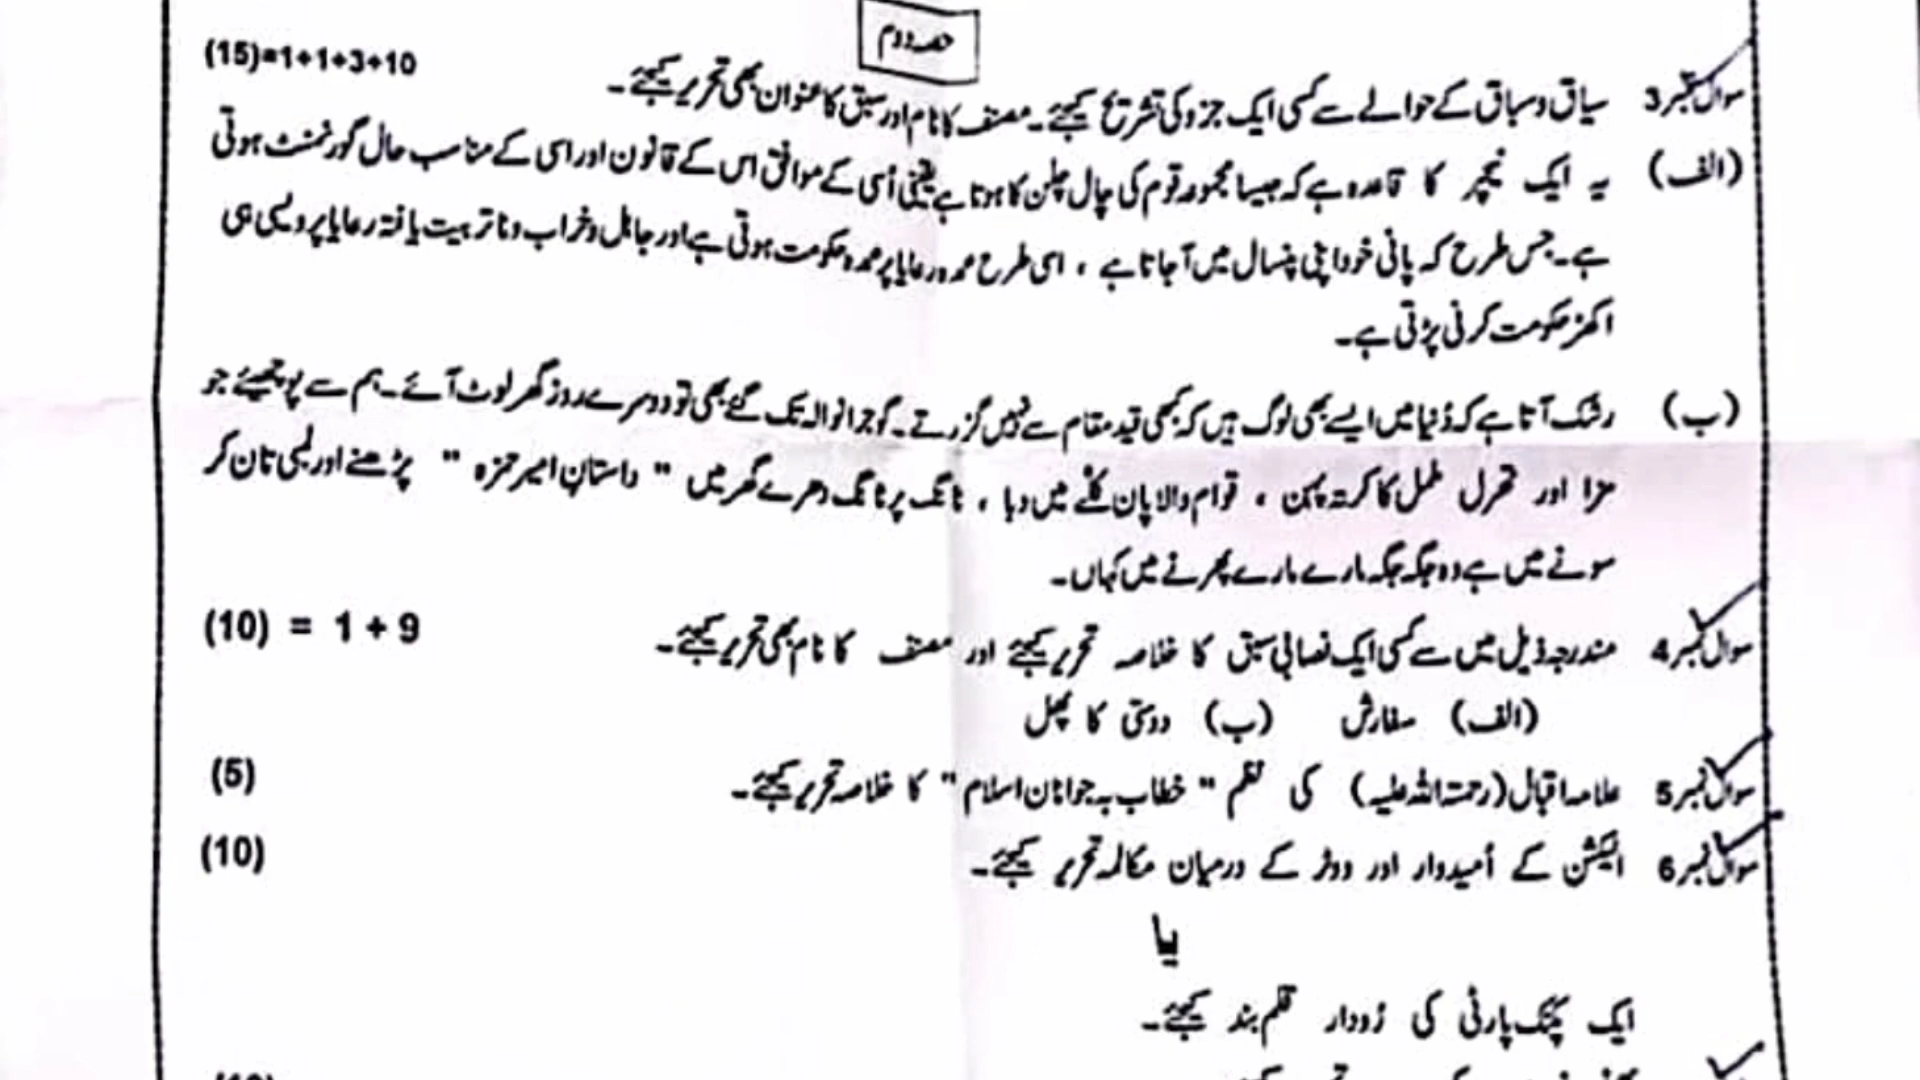 حصہ دوم
سوال نمبر3 سیاق وسباق کے حوالے سے کسی ایک جزو کی تشریح کیجئے۔ مصنف کا نام اور سبق کا عنوان بھی تحریر کیجئے۔ (15)=1+1+3+10
(الف) یہ ایک نیچر کا قاعدہ ہے کہ جیسا مجموعہ قوم کی چال چلن کا ہوتا ہے یقینی اُسی کے موافق اس کے قانون اور اسی کے مناسب حال گورنمنٹ ہوتی
ہے۔ جس طرح کہ پانی خود اپنی پنسال میں آجاتا ہے ، اسی طرح عمدہ رعایا پر عمدہ حکومت ہوتی ہے اور جاہل وخراب و ناتربیت یافتہ رعایا پر ویسی ہی
اکھڑ حکومت کرنی پڑتی ہے۔
(ب) رشک آتا ہے کہ دُنیا میں ایسے بھی لوگ ہیں کہ کبھی قید مقام سے نہیں گزرتے۔ گوجرانوالہ تک گئے بھی تو دوسرے روز گھر لوٹ آئے۔ ہم سے پوچھیئے جو
مزا اور تھرل ململ کا کرتہ پہن ، قوام والا پان کلّے میں دبا ، ٹانگ پر ٹانگ دھرے گھر میں " داستانِ امیر حمزہ " پڑھنے اور لمبی تان کر
سونے میں ہے وہ جگہ جگہ مارے مارے پھرنے میں کہاں۔
سوال نمبر4 مندرجہ ذیل میں سے کسی ایک نصابی سبق کا خلاصہ تحریر کیجئے اور مصنف کا نام بھی تحریر کیجئے۔ (10) = 1 + 9
(الف) سفارش (ب) دوستی کا پھل
سوال نمبر5 علامہ اقبال (رحمتہ اللہ علیہ) کی نظم " خطاب بہ جوانان اسلام " کا خلاصہ تحریر کیجئے۔ (5)
سوال نمبر6 الیکشن کے اُمیدوار اور ووٹر کے درمیان مکالمہ تحریر کیجئے۔ (10)
یا
ایک پکنک پارٹی کی رُوداد قلم بند کیجئے۔